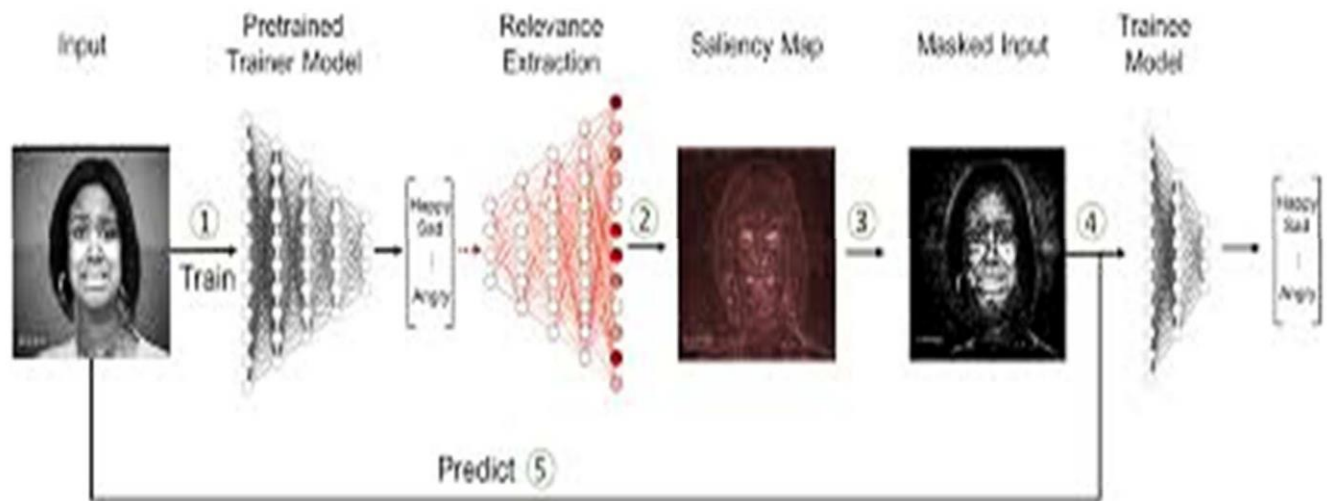 Input
Pretrained
Trainer Model
Relevance
Extraction
Saliency Map
Masked Input
Trainee
Model
①
Train
Happy
Sad
Angry
②
③
④
Happy
Sad
Angry
Predict ⑤